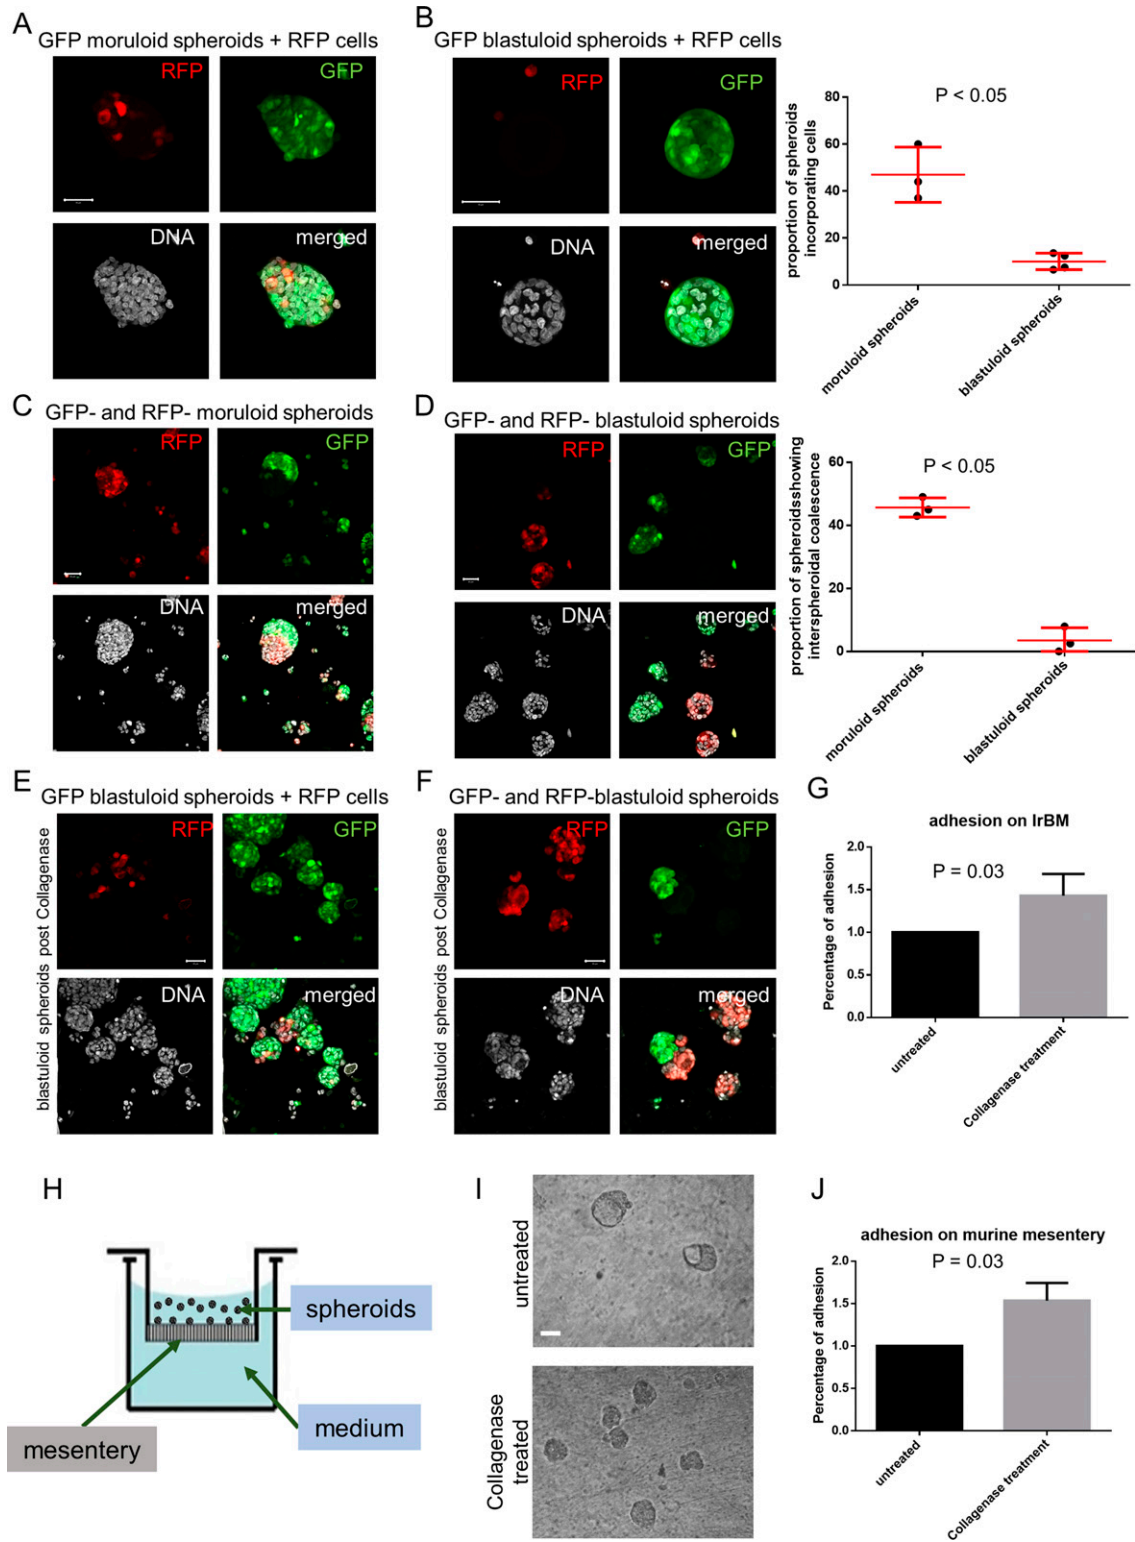 A
GFP moruloid spheroids + RFP cells
RFP
GFP
DNA
merged
B
GFP blastuloid spheroids + RFP cells
RFP
GFP
DNA
merged
proportion of spheroids
incorporating cells
80
60
40
20
0
P < 0.05
moruloid spheroids
blastuloid spheroids
C
GFP- and RFP- moruloid spheroids
RFP
GFP
DNA
merged
D
GFP- and RFP- blastuloid spheroids
RFP
GFP
DNA
merged
proportion of spheroidsshowing
interspheroidal coalescence
60
40
20
0
P < 0.05
moruloid spheroids
blastuloid spheroids
E
GFP blastuloid spheroids + RFP cells
blastuloid spheroids post Collagenase
RFP
GFP
DNA
merged
F
GFP- and RFP-blastuloid spheroids
blastuloid spheroids post Collagenase
RFP
GFP
DNA
merged
G
adhesion on lrBM
P = 0.03
Percentage of adhesion
2.0
1.5
1.0
0.5
0.0
untreated
Collagenase treatment
H
spheroids
medium
mesentery
I
untreated
Collagenase
treated
J
adhesion on murine mesentery
P = 0.03
Percentage of adhesion
2.0
1.5
1.0
0.5
0.0
untreated
Collagenase treatment